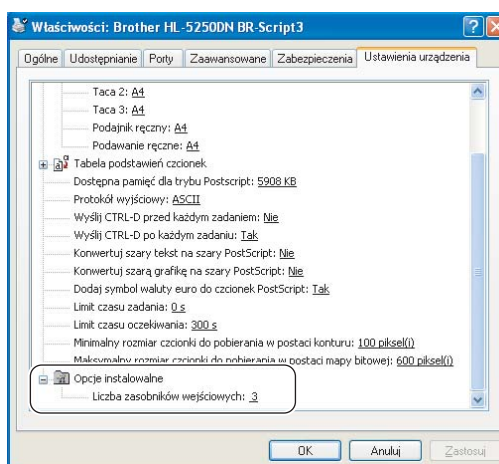 Właściwości: Brother HL-5250DN BR-Script3
Ogólne Udostępnianie Porty Zaawansowane Zabezpieczenia Ustawienia urządzenia
Taca 2: A4
Taca 3: A4
Podajnik ręczny: A4
Podawanie ręczne: A4
Tabela podstawień czcionek
Dostępna pamięć dla trybu Postscript: 5908 KB
Protokół wyjściowy: ASCII
Wyślij CTRL-D przed każdym zadaniem: Nie
Wyślij CTRL-D po każdym zadaniu: Tak
Konwertuj szary tekst na szary PostScript: Nie
Konwertuj szarą grafikę na szary PostScript: Nie
Dodaj symbol waluty euro do czcionek PostScript: Tak
Limit czasu zadania: 0 s
Limit czasu oczekiwania: 300 s
Minimalny rozmiar czcionki do pobierania w postaci konturu: 100 piksel(i)
Maksymalny rozmiar czcionki do pobierania w postaci mapy bitowej: 600 piksel(i)
Opcje instalowalne
Liczba zasobników wejściowych: 3
OK Anuluj Zastosuj